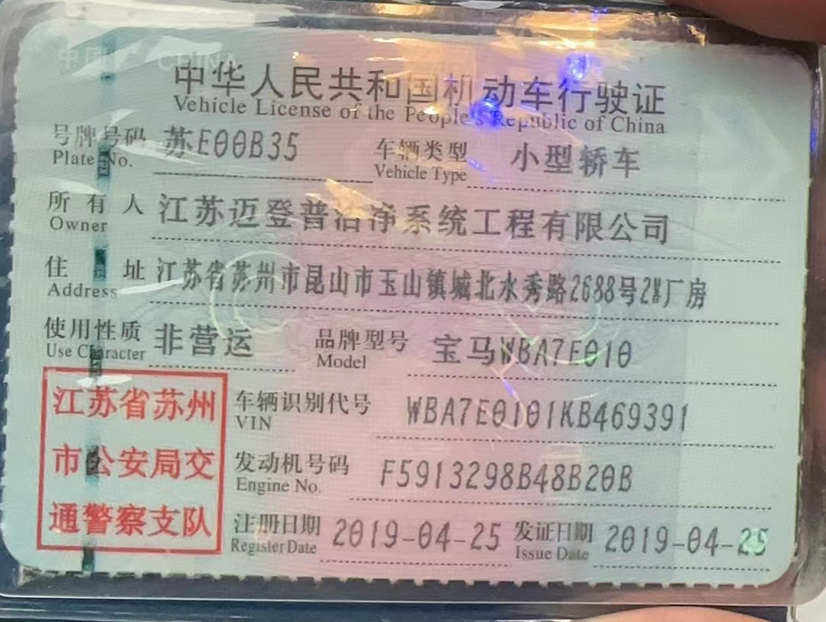 中国 CHINA
中华人民共和国机动车行驶证
Vehicle License of the People's Republic of China
号牌号码 苏E00B35 车辆类型 小型轿车
Plate No. Vehicle Type
所有人 江苏迈登普洁净系统工程有限公司
Owner
住址 江苏省苏州市昆山市玉山镇城北水秀路2688号2#厂房
Address
使用性质 非营运 品牌型号 宝马WBA7E010
Use Character Model
江苏省苏州
市公安局交
通警察支队
车辆识别代号 WBA7E0101KB469391
VIN
发动机号码 F5913298B48B20B
Engine No.
注册日期 2019-04-25 发证日期 2019-04-25
Register Date Issue Date